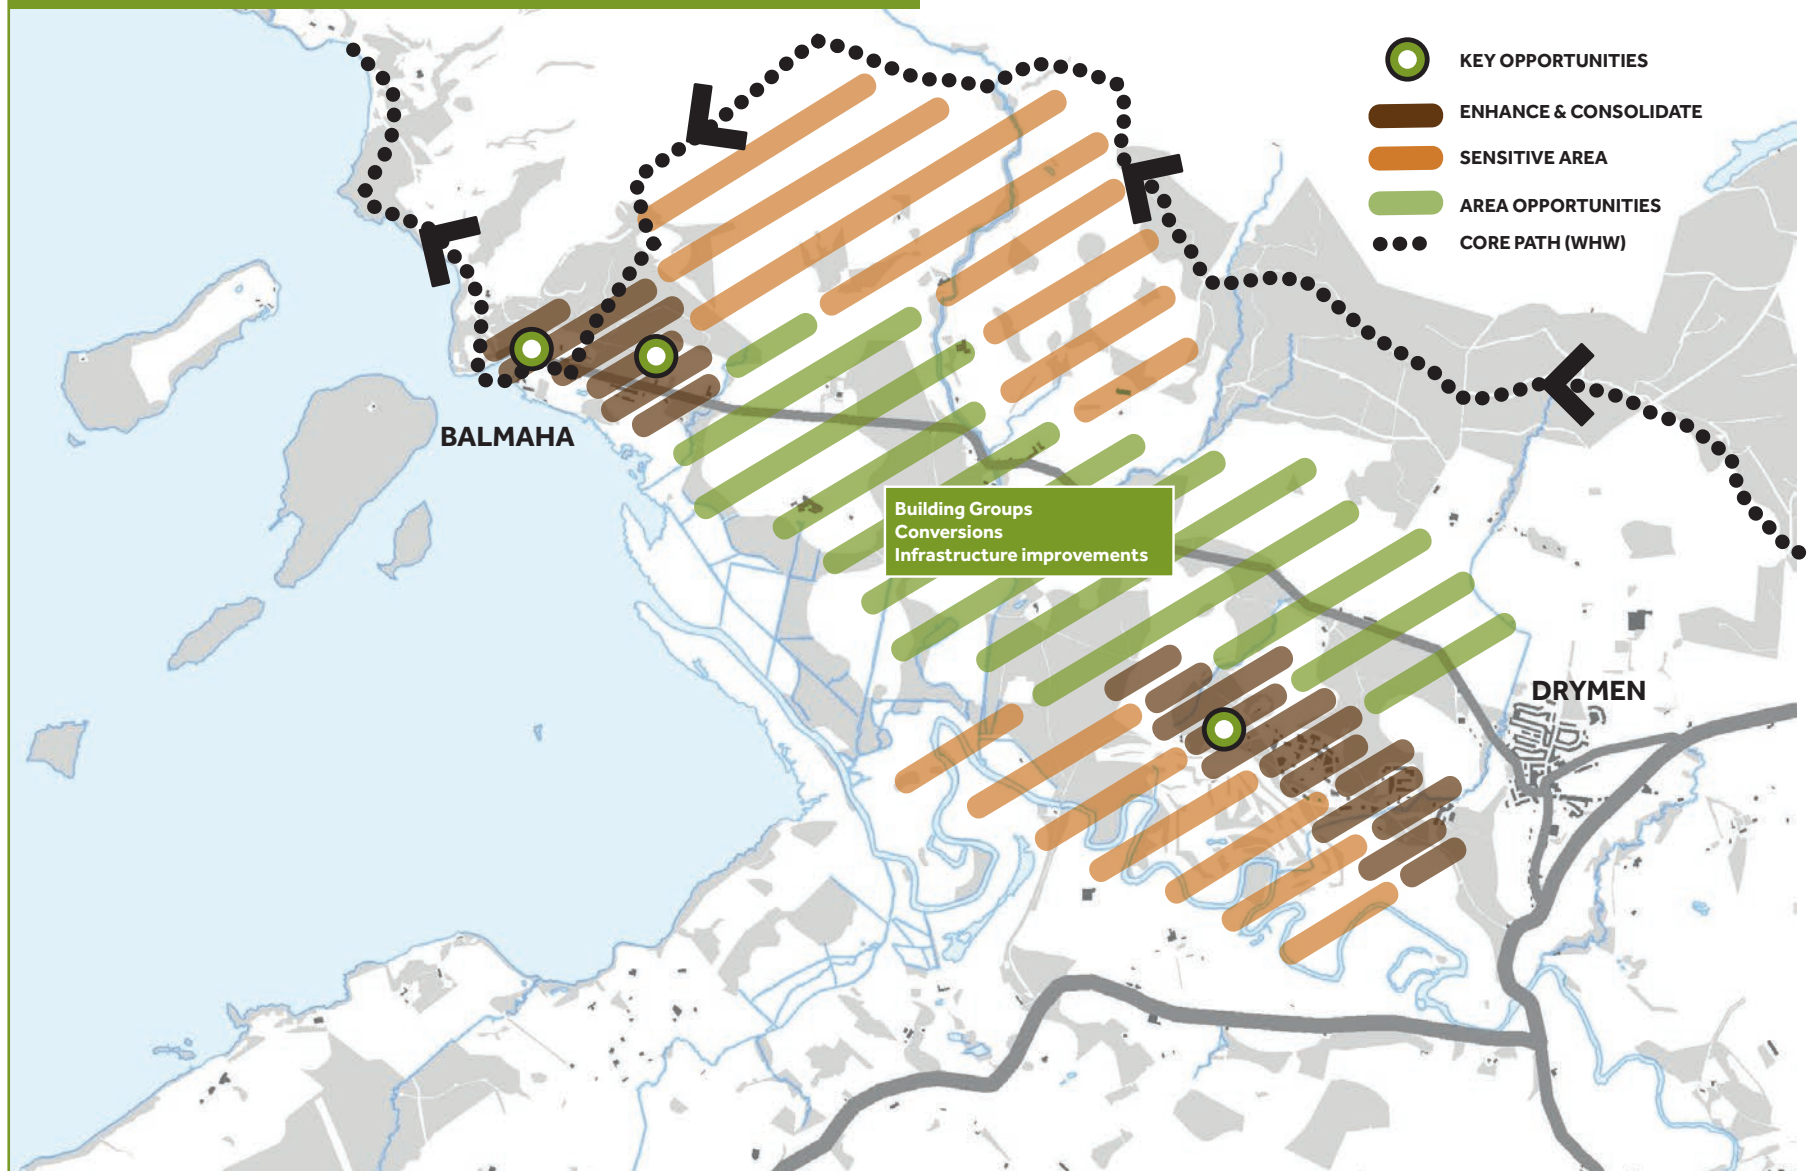 KEY OPPORTUNITIES
ENHANCE & CONSOLIDATE
SENSITIVE AREA
AREA OPPORTUNITIES
CORE PATH (WHW)
BALMAHA
Building Groups
Conversions
Infrastructure improvements
DRYMEN